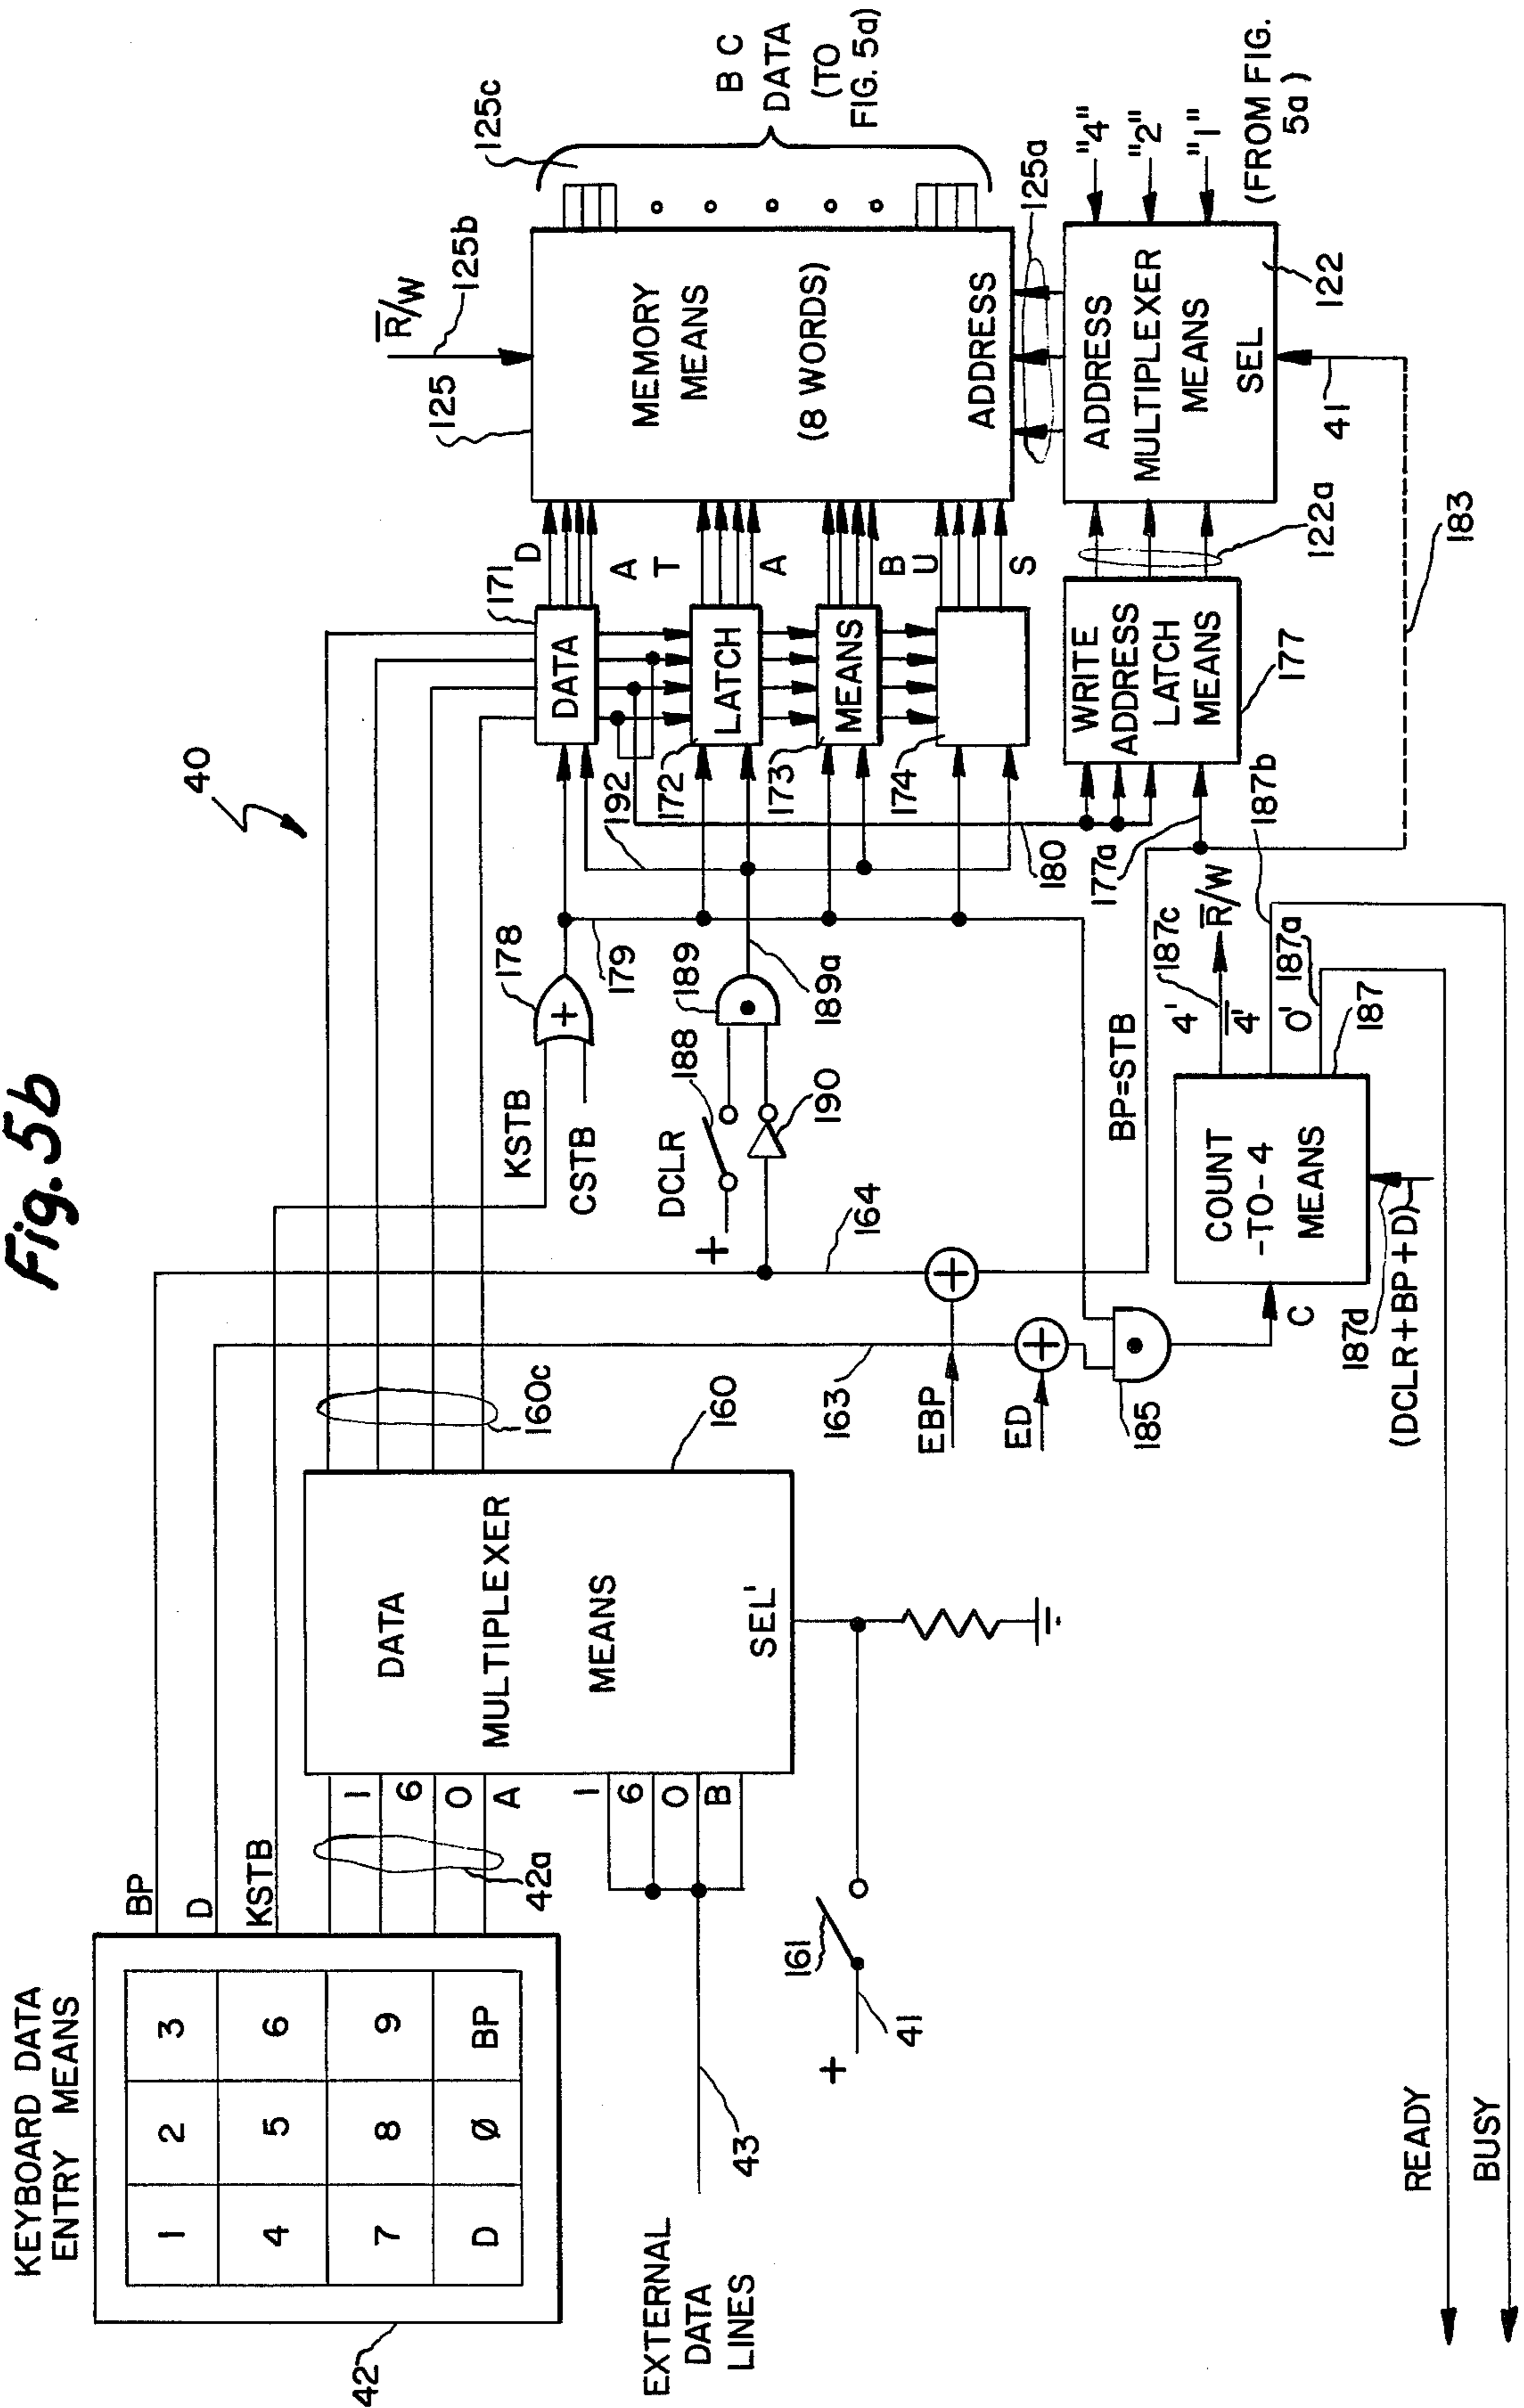 Fig. 5b
40
KEYBOARD DATA
ENTRY MEANS
1 2 3
4 5 6
7 8 9
D Ø BP
42
BP
D
KSTB
42a
1
6
0
A
1
6
0
B
EXTERNAL
DATA
LINES
43
DATA
MULTIPLEXER
MEANS
SEL'
160
160c
161
41
+
163
164
EBP
ED
185
KSTB
CSTB
178
179
DCLR
188
+
189
189a
190
192
180
BP=STB
C
COUNT
-TO-4
MEANS
187
187d
(DCLR+BP+D)
4'
4̅'
0'
187c
R̅/W
187a
187b
177a
171
DATA
172
LATCH
173
MEANS
174
D
A
T
A
B
U
S
125
R̅/W
125b
MEMORY
MEANS
(8 WORDS)
ADDRESS
125c
B C
DATA
(TO
FIG. 5a)
125a
WRITE
ADDRESS
LATCH
MEANS
177
122a
ADDRESS
MULTIPLEXER
MEANS
SEL
122
"4"
"2"
"1"
(FROM FIG.
5a)
41
183
READY
BUSY